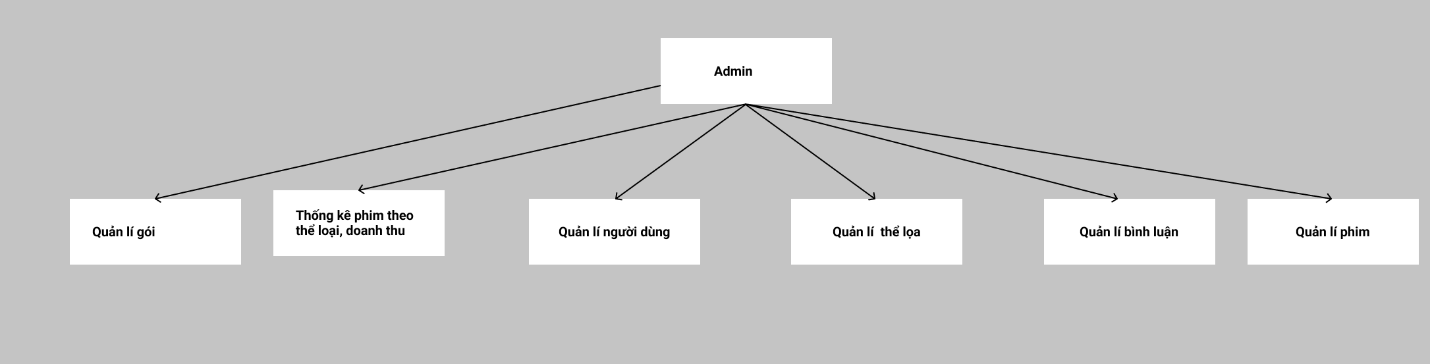 Admin
Quản lí gói
Thống kê phim theo
thể loại, doanh thu
Quản lí người dùng
Quản lí  thể lọa
Quản lí bình luận
Quản lí phim